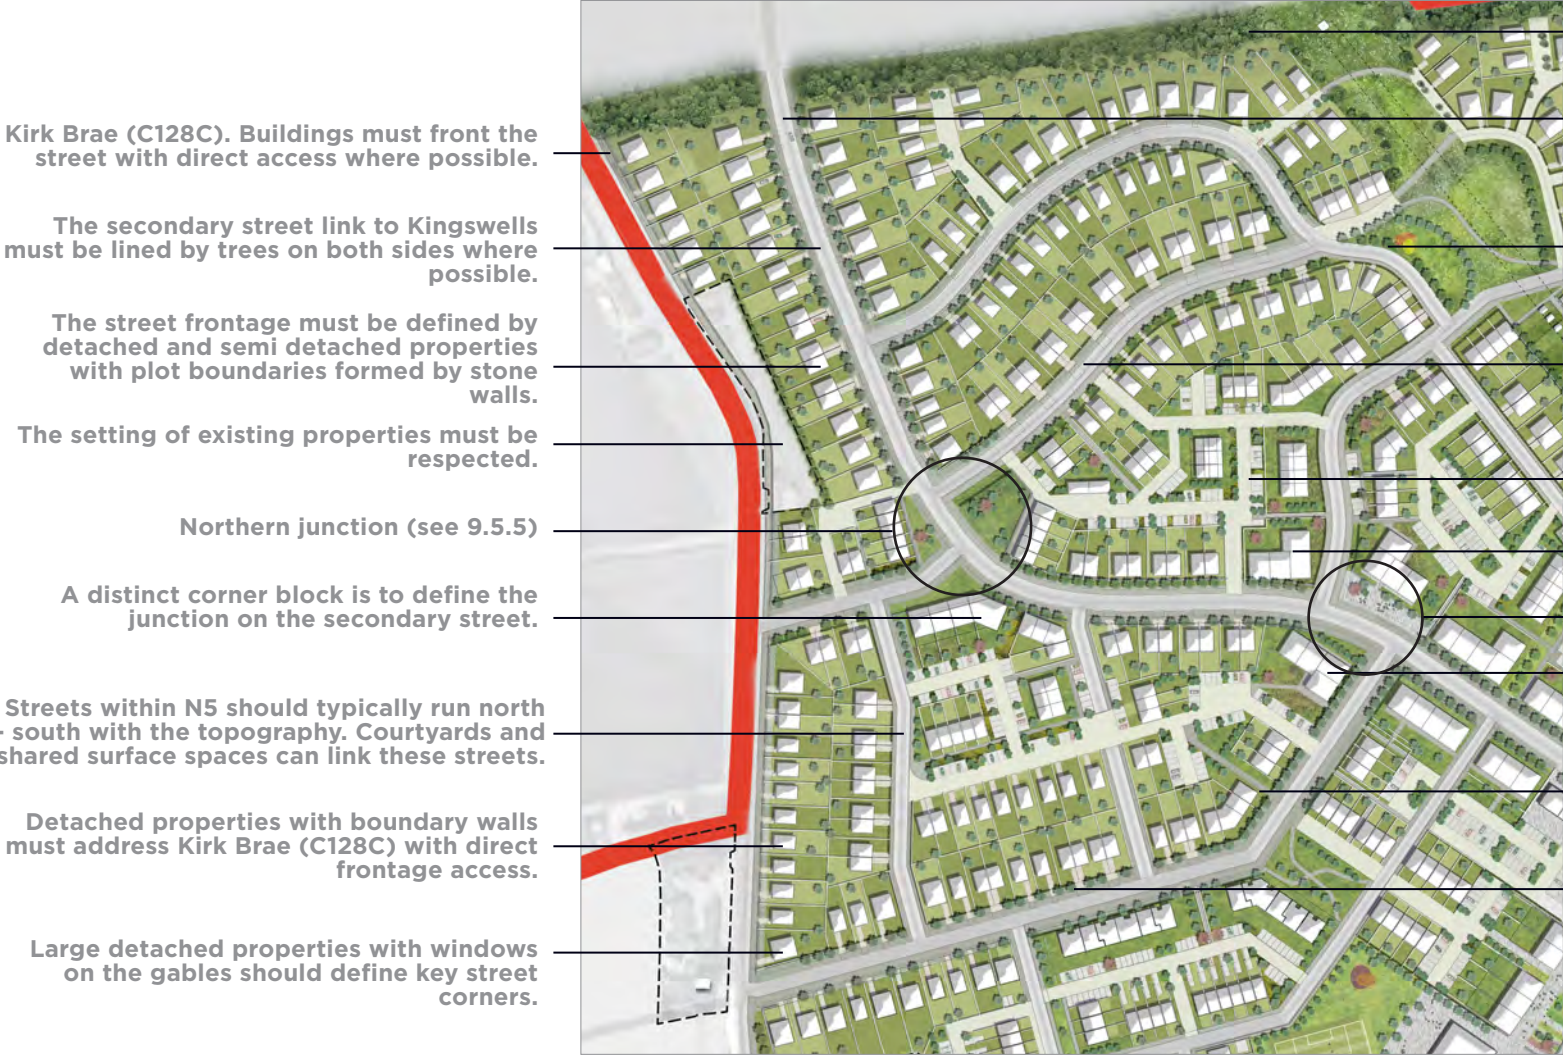 Kirk Brae (C128C). Buildings must front the
street with direct access where possible.
The secondary street link to Kingswells
must be lined by trees on both sides where
possible.
The street frontage must be defined by
detached and semi detached properties
with plot boundaries formed by stone
walls.
The setting of existing properties must be
respected.
Northern junction (see 9.5.5)
A distinct corner block is to define the
junction on the secondary street.
Streets within N5 should typically run north
- south with the topography. Courtyards and
shared surface spaces can link these streets.
Detached properties with boundary walls
must address Kirk Brae (C128C) with direct
frontage access.
Large detached properties with windows
on the gables should define key street
corners.